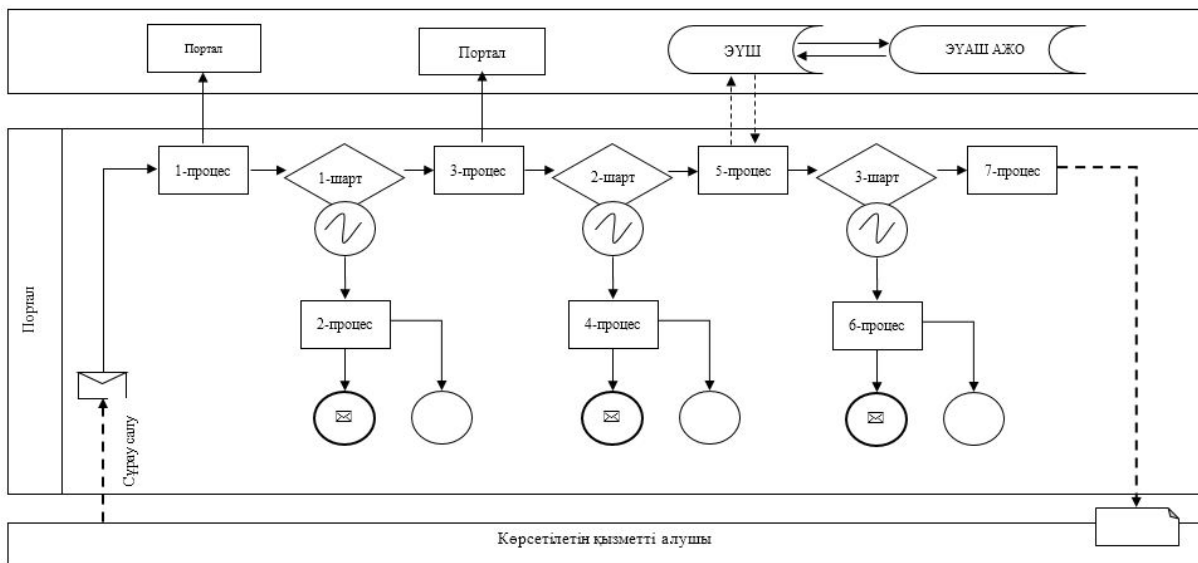 Портал
Портал
ЭҮШ
ЭҮАШ АЖО
1-процес
1-шарт
3-процес
2-шарт
5-процес
3-шарт
7-процес
Портал
2-процес
4-процес
6-процес
Сұрау салу
Көрсетілетін қызметті алушы